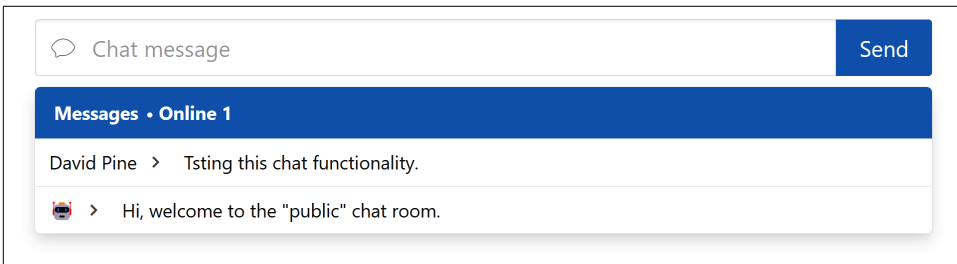 Chat message
Send
Messages • Online 1
David Pine > Tsting this chat functionality.
> Hi, welcome to the "public" chat room.